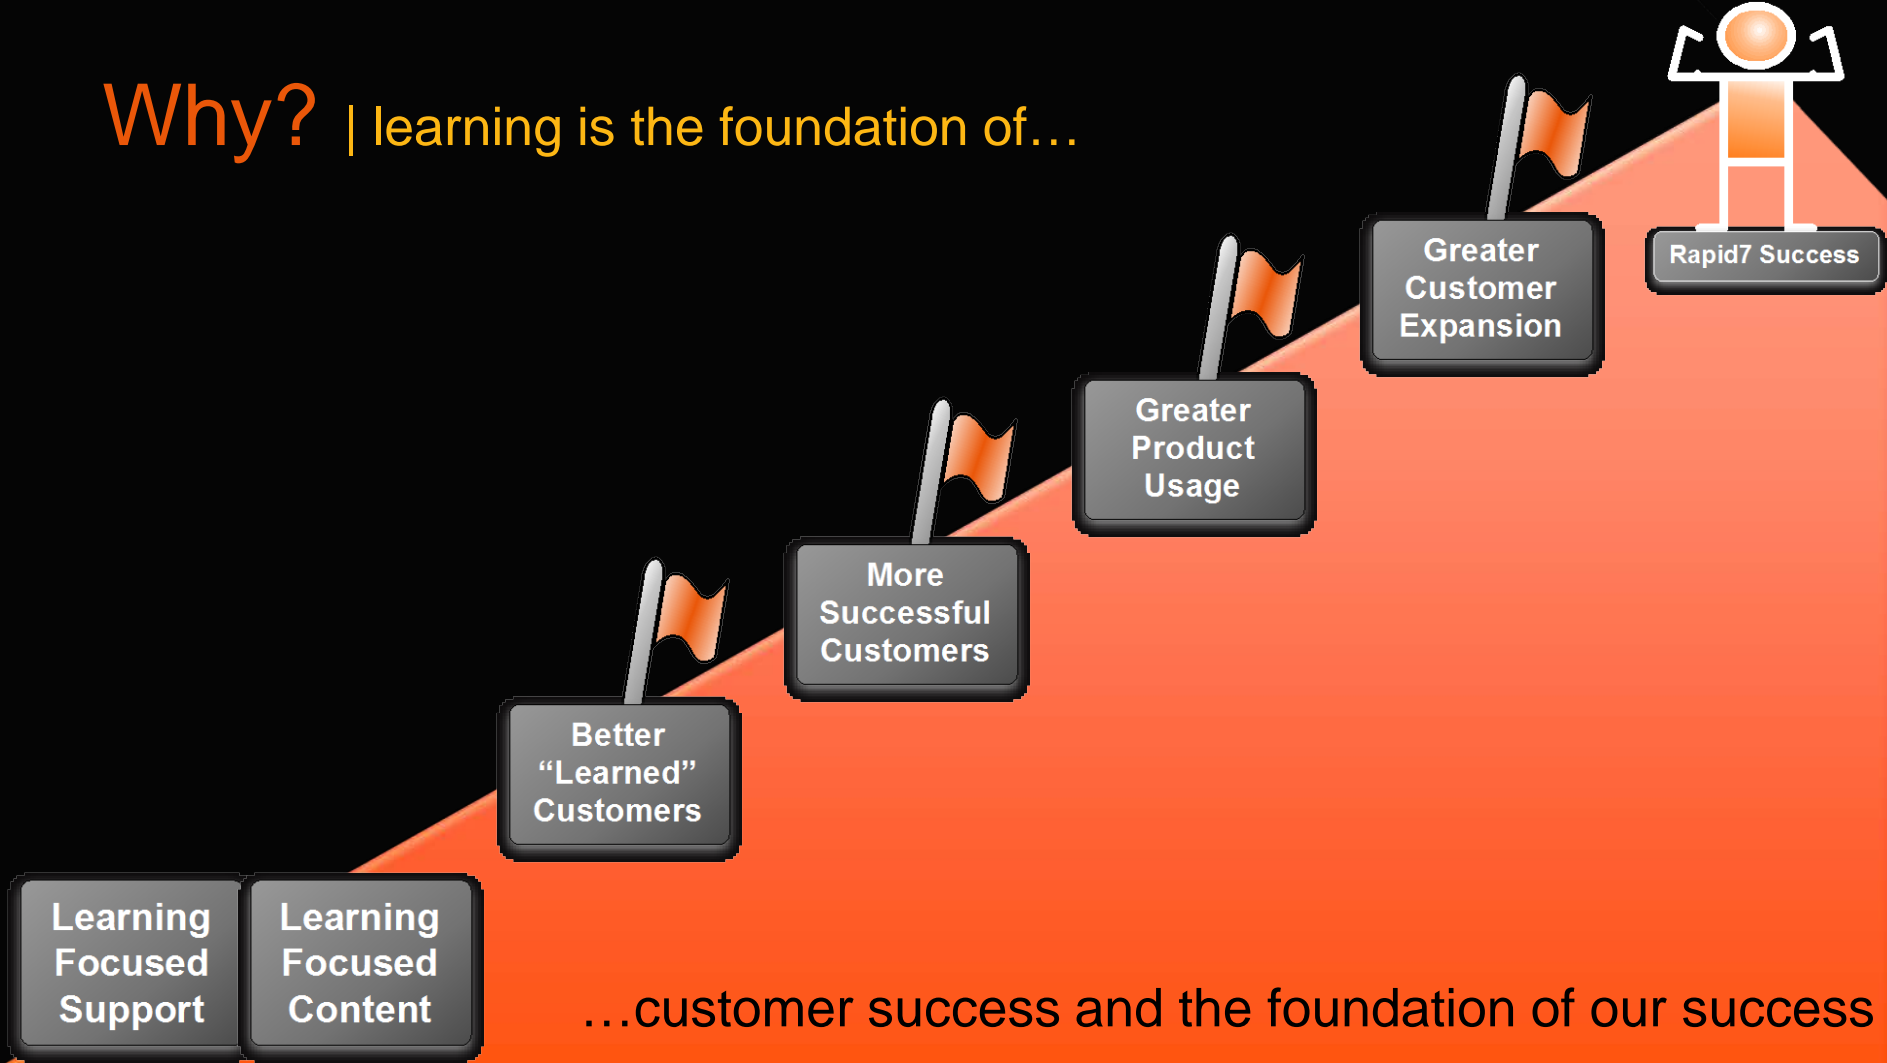 Why? | learning is the foundation of…
Greater
Customer
Expansion
Rapid7 Success
Greater
Product
Usage
More
Successful
Customers
Better
“Learned”
Customers
Learning
Focused
Support
Learning
Focused
Content
…customer success and the foundation of our success